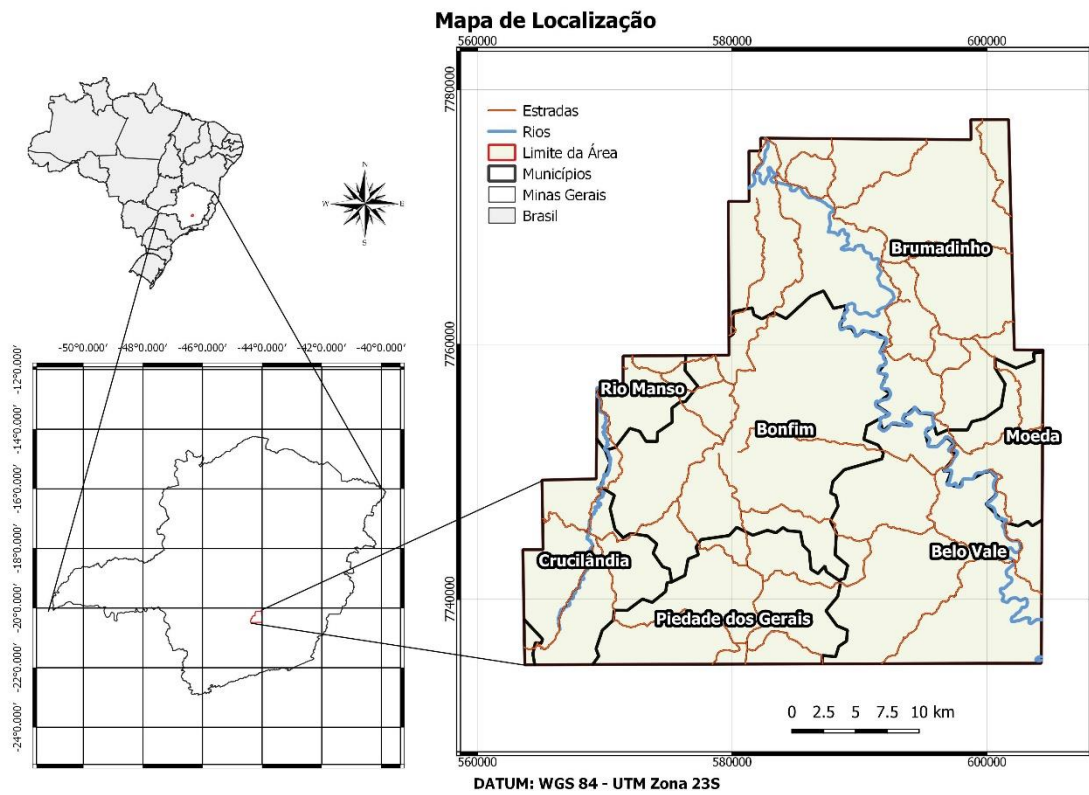 Mapa de Localização
560000 580000 600000
7780000
7760000
7740000
Estradas
Rios
Limite da Área
Municípios
Minas Gerais
Brasil
N
W E
S
Brumadinho
Rio Manso
Bonfim
Moeda
Crucilândia
Belo Vale
Piedade dos Gerais
0 2.5 5 7.5 10 km
560000 580000 600000
DATUM: WGS 84 - UTM Zona 23S
-50°0.000' -48°0.000' -46°0.000' -44°0.000' -42°0.000' -40°0.000'
-12°0.000'
-14°0.000'
-16°0.000'
-18°0.000'
-20°0.000'
-22°0.000'
-24°0.000'